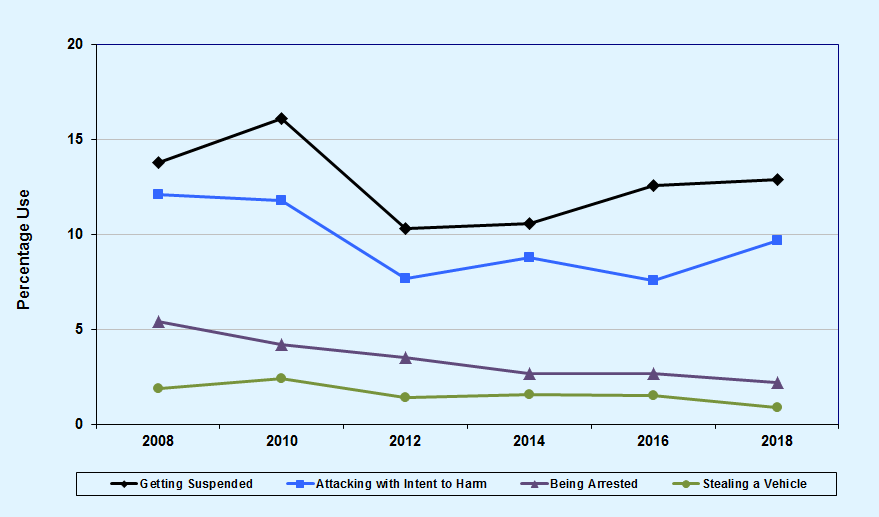 20
15
10
5
0
Percentage Use
2008 2010 2012 2014 2016 2018
Getting Suspended Attacking with Intent to Harm Being Arrested Stealing a Vehicle